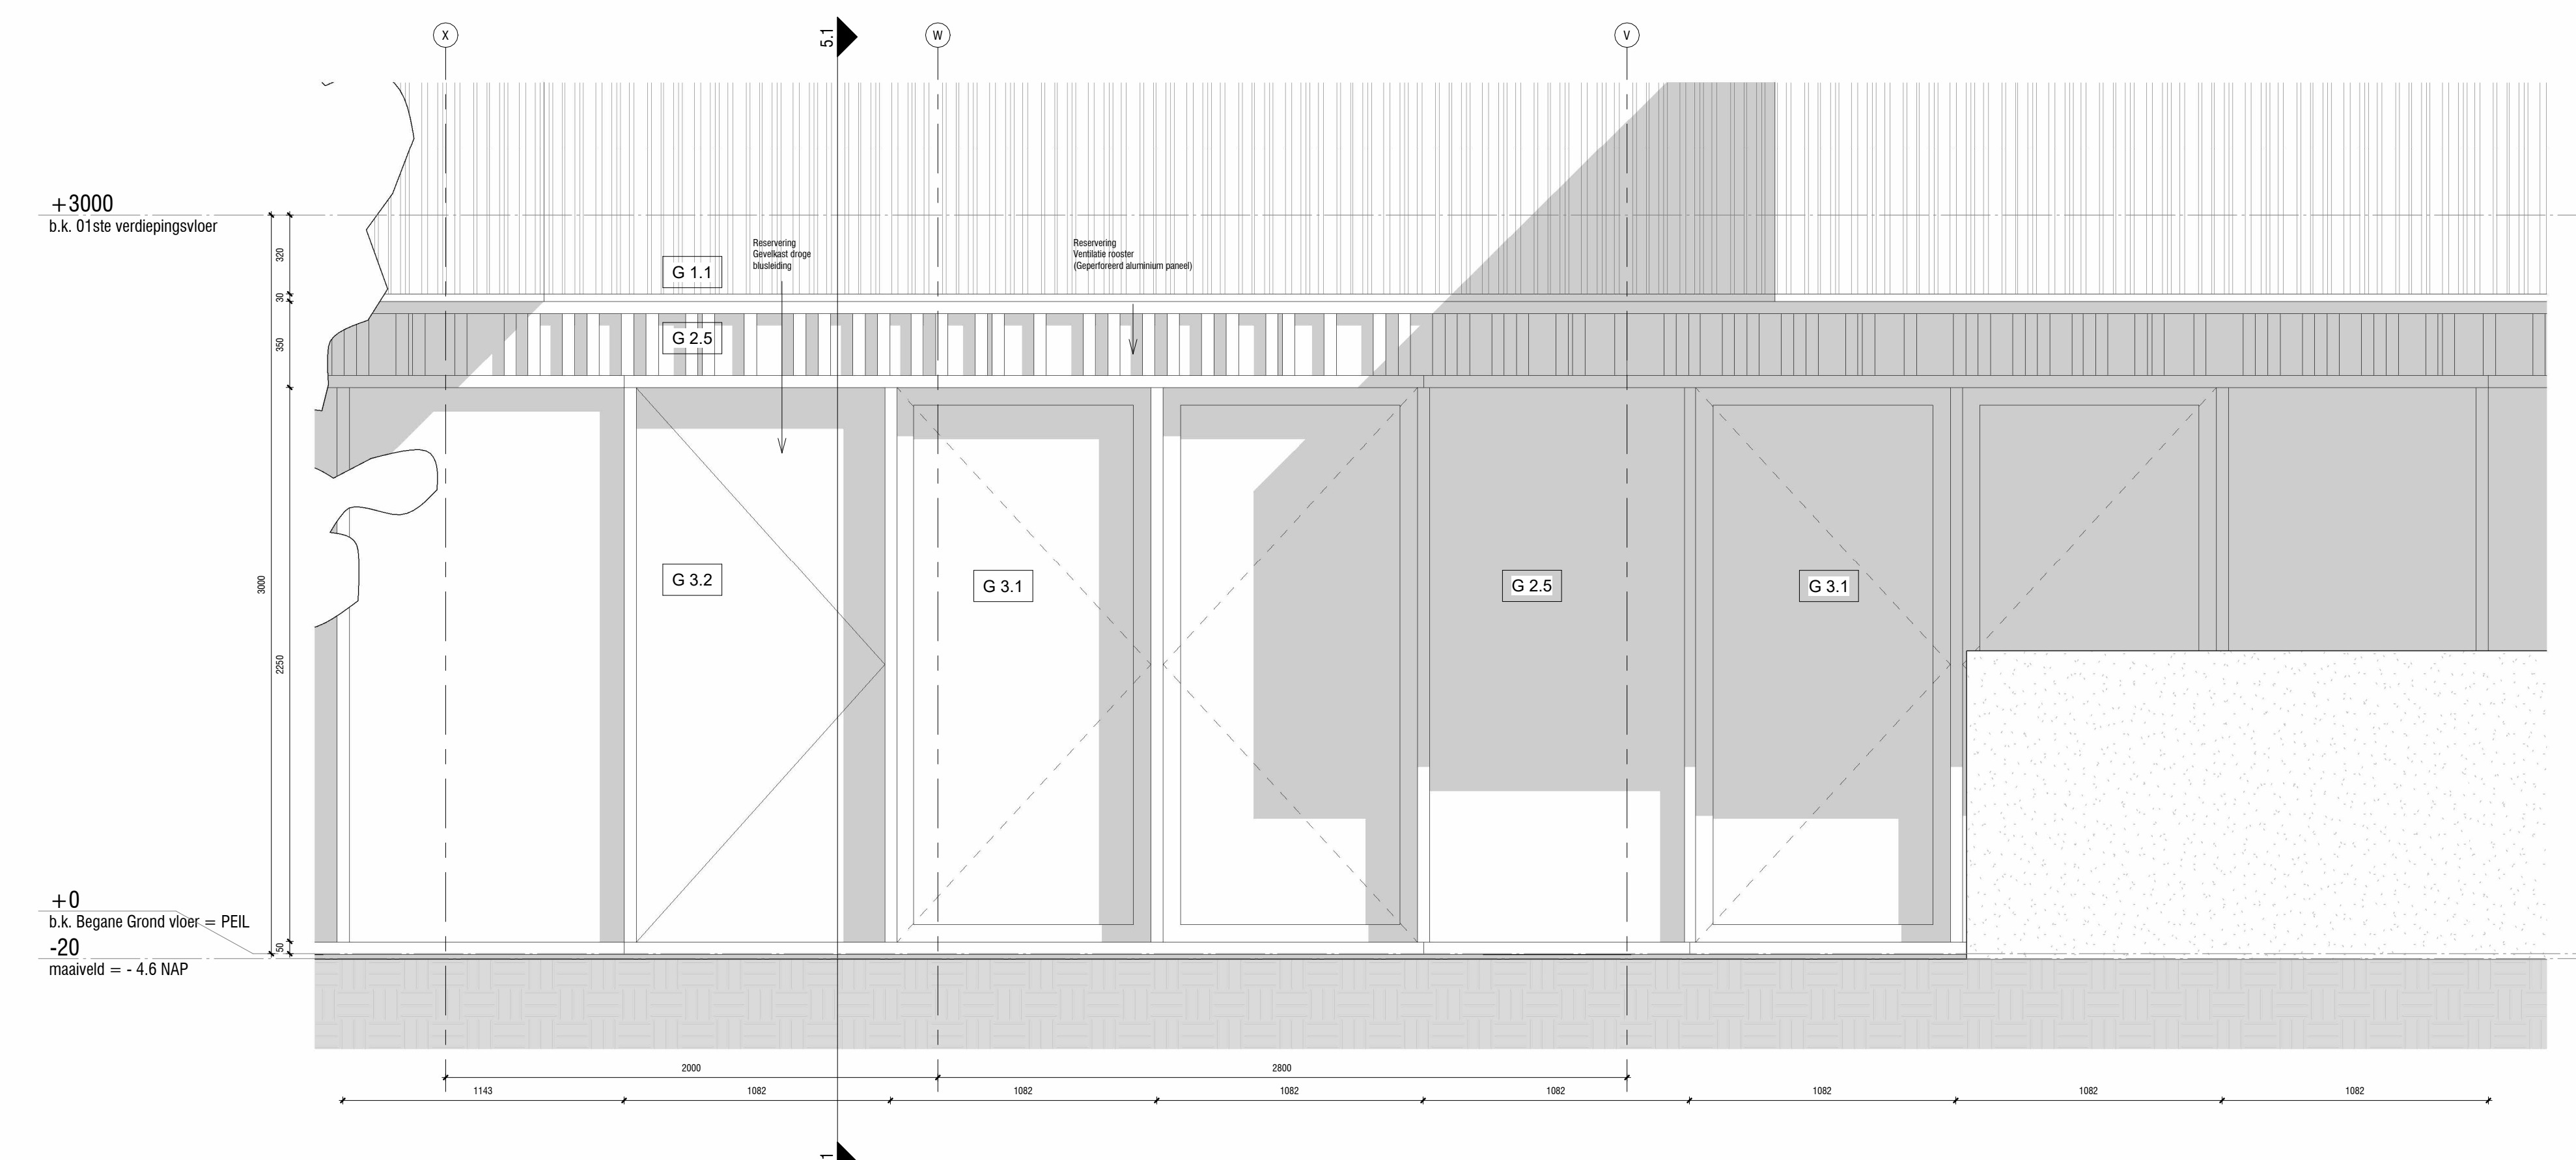 X
5.1
W
V
+3000
b.k. 01ste verdiepingsvloer
320
30
350
3000
2250
50
Reservering
Gevelkast droge
blusleiding
Reservering
Ventilatie rooster
(Geperforeerd aluminium paneel)
G 1.1
G 2.5
G 3.2
G 3.1
G 2.5
G 3.1
+0
b.k. Begane Grond vloer = PEIL
-20
maaiveld = - 4.6 NAP
2000
2800
1143
1082
1082
1082
1082
1082
1082
1082